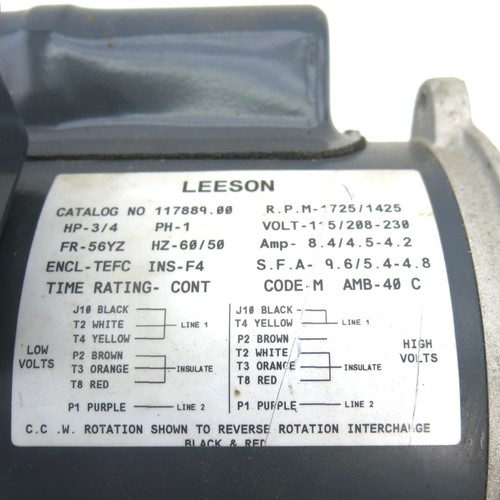 LEESON
CATALOG NO 117889.00 R.P.M-1725/1425
HP-3/4 PH-1 VOLT-115/208-230
FR-56YZ HZ-60/50 Amp- 8.4/4.5-4.2
ENCL-TEFC INS-F4 S.F.A- 9.6/5.4-4.8
TIME RATING- CONT CODE-M AMB-40 C
LOW VOLTS
J10 BLACK
T2 WHITE LINE 1
T4 YELLOW
P2 BROWN
T3 ORANGE INSULATE
T8 RED
P1 PURPLE LINE 2
HIGH VOLTS
J10 BLACK
T4 YELLOW LINE 1
P2 BROWN
T2 WHITE
T3 ORANGE INSULATE
T8 RED
P1 PURPLE LINE 2
C.C .W. ROTATION SHOWN TO REVERSE ROTATION INTERCHANGE
BLACK & RED